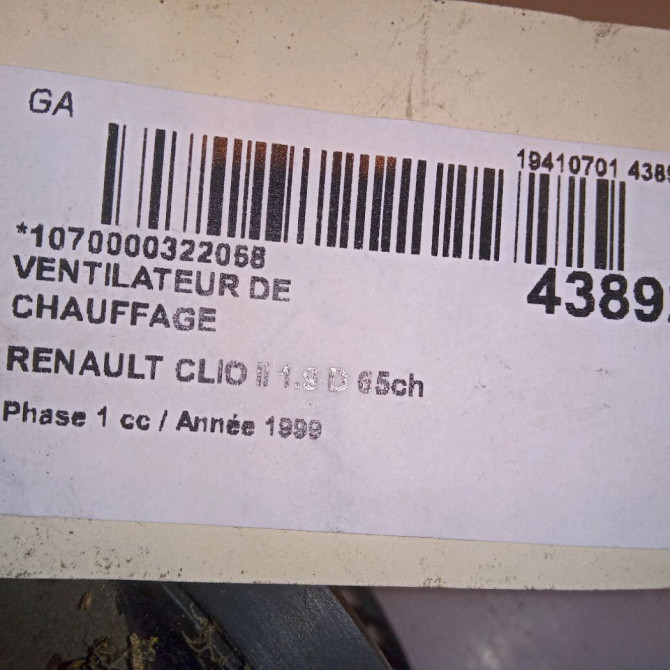 GA
19410701 4389
*1070000322068
VENTILATEUR DE
4389
CHAUFFAGE
RENAULT CLIO II 1.9 D 65ch
Phase 1 cc / Année 1999